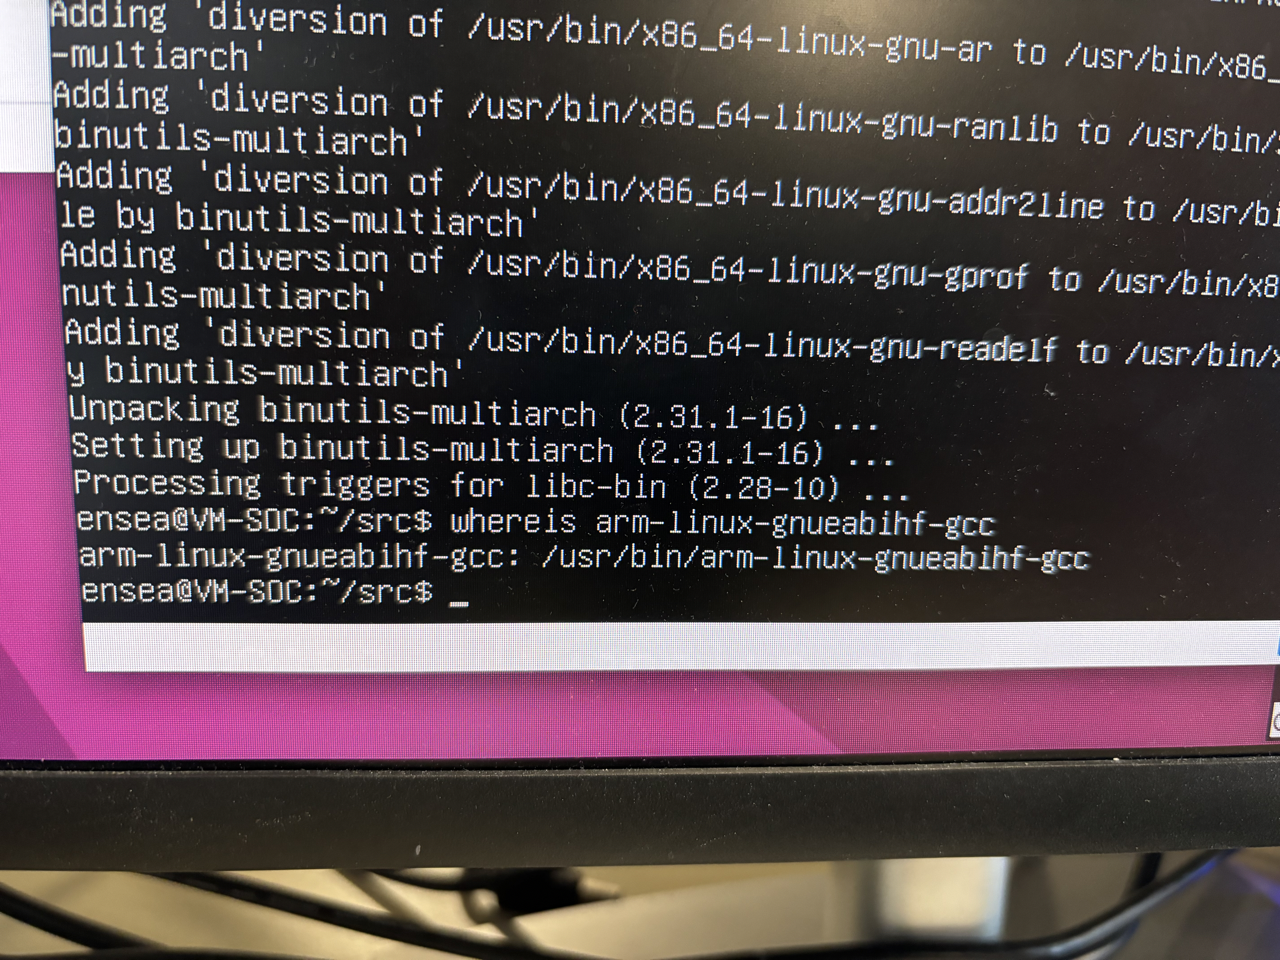 Adding 'diversion of /usr/bin/x86_64-linux-gnu-ar to /usr/bin/x86_
-multiarch'
Adding 'diversion of /usr/bin/x86_64-linux-gnu-ranlib to /usr/bin/
binutils-multiarch'
Adding 'diversion of /usr/bin/x86_64-linux-gnu-addr2line to /usr/bi
le by binutils-multiarch'
Adding 'diversion of /usr/bin/x86_64-linux-gnu-gprof to /usr/bin/x8
nutils-multiarch'
Adding 'diversion of /usr/bin/x86_64-linux-gnu-readelf to /usr/bin/x
y binutils-multiarch'
Unpacking binutils-multiarch (2.31.1-16) ...
Setting up binutils-multiarch (2.31.1-16) ...
Processing triggers for libc-bin (2.28-10) ...
ensea@VM-SOC:~/src$ whereis arm-linux-gnueabihf-gcc
arm-linux-gnueabihf-gcc: /usr/bin/arm-linux-gnueabihf-gcc
ensea@VM-SOC:~/src$ _